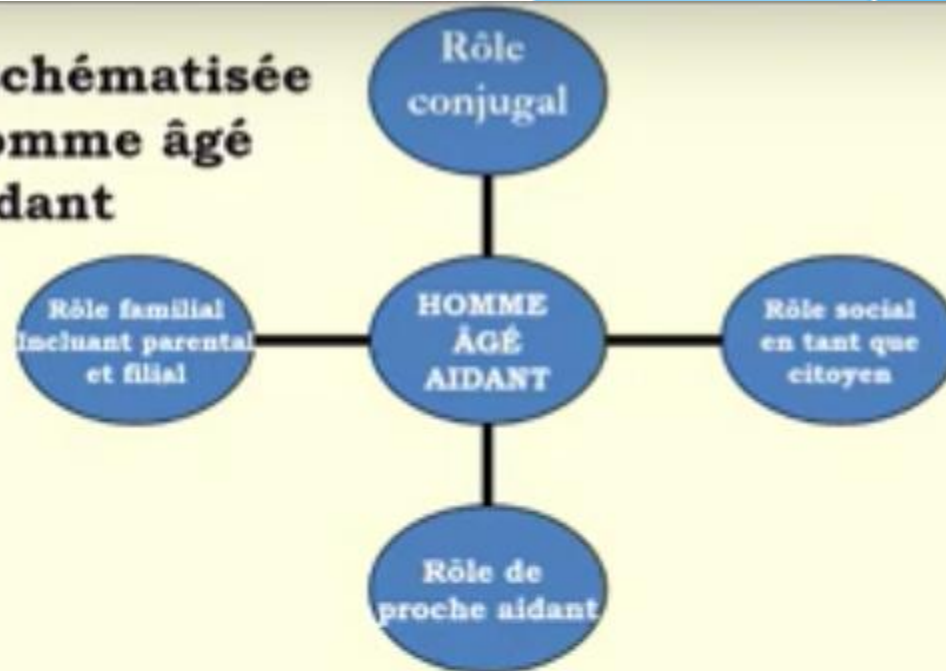 chématisée
omme âgé
dant
Rôle
conjugal
Rôle familial
Incluant parental
et filial
HOMME
ÂGÉ
AIDANT
Rôle social
en tant que
citoyen
Rôle de
proche aidant